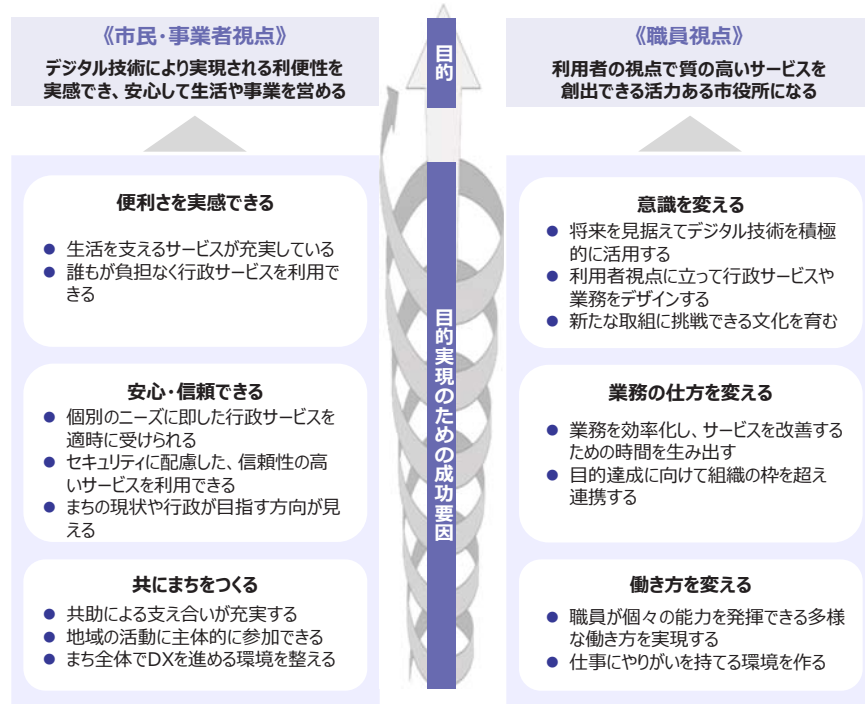 《市民・事業者視点》
デジタル技術により実現される利便性を
実感でき、安心して生活や事業を営める
便利さを実感できる
● 生活を支えるサービスが充実している
● 誰もが負担なく行政サービスを利用で
きる
安心・信頼できる
● 個別のニーズに即した行政サービスを
適時に受けられる
● セキュリティに配慮した、信頼性の高
いサービスを利用できる
● まちの現状や行政が目指す方向が見
える
共にまちをつくる
● 共助による支え合いが充実する
● 地域の活動に主体的に参加できる
● まち全体でDXを進める環境を整える
目的
目的実現のための成功要因
《職員視点》
利用者の視点で質の高いサービスを
創出できる活力ある市役所になる
意識を変える
● 将来を見据えてデジタル技術を積極
的に活用する
● 利用者視点に立って行政サービスや
業務をデザインする
● 新たな取組に挑戦できる文化を育む
業務の仕方を変える
● 業務を効率化し、サービスを改善する
ための時間を生み出す
● 目的達成に向けて組織の枠を超え
連携する
働き方を変える
● 職員が個々の能力を発揮できる多様
な働き方を実現する
● 仕事にやりがいを持てる環境を作る